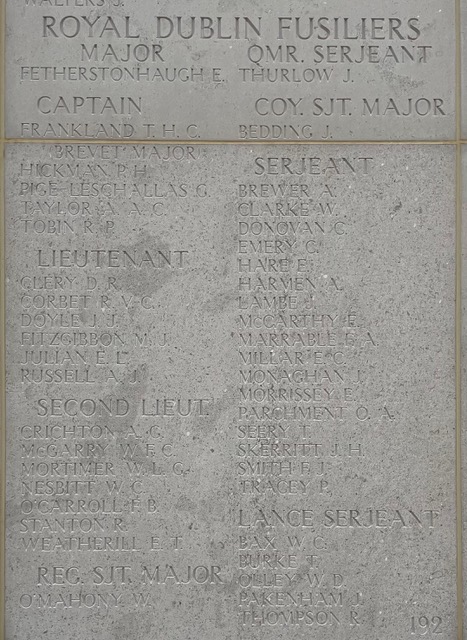 WALTERS J.
ROYAL DUBLIN FUSILIERS
MAJOR
FETHERSTONHAUGH E.
CAPTAIN
FRANKLAND T. H. C.
BREVET MAJOR
HICKMAN P. H.
PIGE LESCHALLAS G.
TAYLOR A. A. C.
TOBIN R. P.
LIEUTENANT
CLERY D. R.
CORBET R. V. C.
DOYLE J. J.
FITZGIBBON M. J.
JULIAN E. L.
RUSSELL A. J.
SECOND LIEUT.
CRICHTON A. G.
McGARRY W. F. C.
MORTIMER W. L. G.
NESBITT W. C.
O'CARROLL F. B.
STANTON R.
WEATHERILL E. T.
REG. SJT. MAJOR
O'MAHONY W.
QMR. SERJEANT
THURLOW J.
COY. SJT. MAJOR
BEDDING J.
SERJEANT
BREWER A.
CLARKE W.
DONOVAN C.
EMERY C.
HARE F.
HARMEN A.
LAMBE J.
McCARTHY E.
MARRABLE F. A.
MILLAR E. C.
MONAGHAN J.
MORRISSEY E.
PARCHMENT O. A.
SEERY T.
SKERRITT J. H.
SMITH F. J.
TRACEY P.
LANCE SERJEANT
BAX W. C.
BURKE T.
OLLEY W. D.
PAKENHAM J.
THOMPSON R.
192